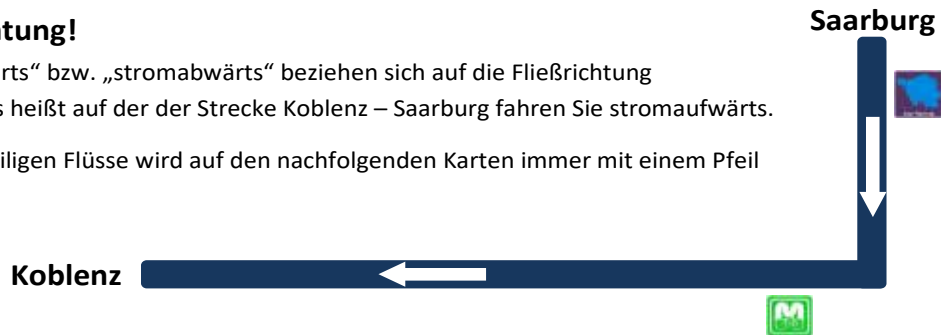 Saarburg
tung!
rts“ bzw. „stromabwärts“ beziehen sich auf die Fließrichtung
s heißt auf der der Strecke Koblenz – Saarburg fahren Sie stromaufwärts.
iligen Flüsse wird auf den nachfolgenden Karten immer mit einem Pfeil
Koblenz
M